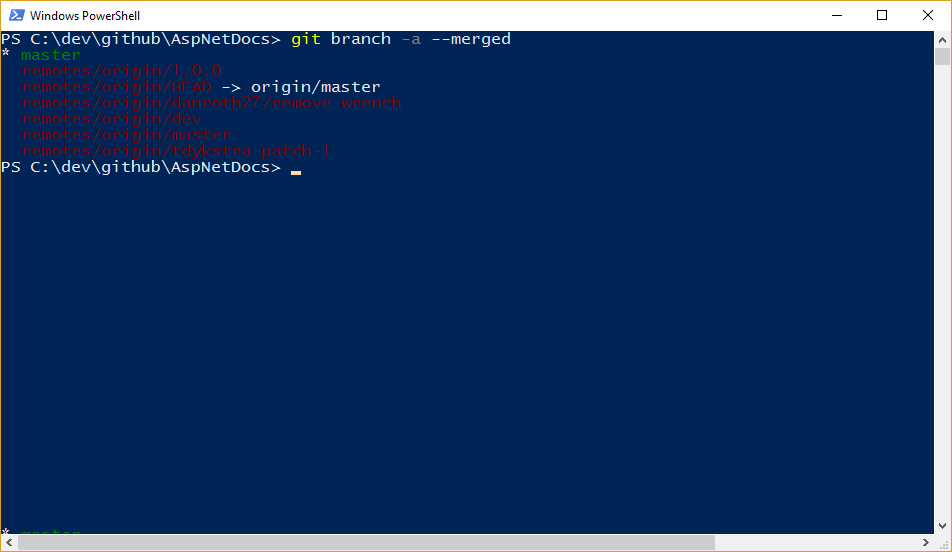 Windows PowerShell
PS C:\dev\github\AspNetDocs> git branch -a --merged
* master
remotes/origin/1.0.0
remotes/origin/HEAD -> origin/master
remotes/origin/danroth27/remove-wrench
remotes/origin/dev
remotes/origin/master
remotes/origin/tdykstra-patch-1
PS C:\dev\github\AspNetDocs>
* master